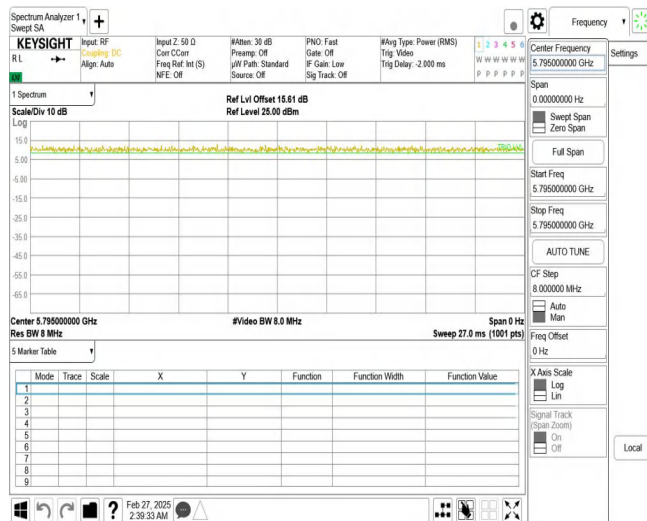 Spectrum Analyzer 1
Swept SA
+
Frequency
KEYSIGHT
RL
Input: RF
Coupling: DC
Align: Auto
Input Z: 50 Ω
Corr CCorr
Freq Ref: Int (S)
NFE: Off
#Atten: 30 dB
Preamp: Off
µW Path: Standard
Source: Off
PNO: Fast
Gate: Off
IF Gain: Low
Sig Track: Off
#Avg Type: Power (RMS)
Trig: Video
Trig Delay: -2.000 ms
1 2 3 4 5 6
W W W W W W
P P P P P P
1 Spectrum
Scale/Div 10 dB
Ref Lvl Offset 15.61 dB
Ref Level 25.00 dBm
Log
15.0
5.00
-5.00
-15.0
-25.0
-35.0
-45.0
-55.0
-65.0
Center 5.795000000 GHz
#Video BW 8.0 MHz
Span 0 Hz
Res BW 8 MHz
Sweep 27.0 ms (1001 pts)
5 Marker Table
Mode Trace Scale X Y Function Function Width Function Value
1
2
3
4
5
6
7
8
9
Feb 27, 2025
2:39:33 AM
Center Frequency
5.795000000 GHz
Settings
Span
0.00000000 Hz
Swept Span
Zero Span
Full Span
Start Freq
5.795000000 GHz
Stop Freq
5.795000000 GHz
AUTO TUNE
CF Step
8.000000 MHz
Auto
Man
Freq Offset
0 Hz
X Axis Scale
Log
Lin
Signal Track
(Span Zoom)
On
Off
Local